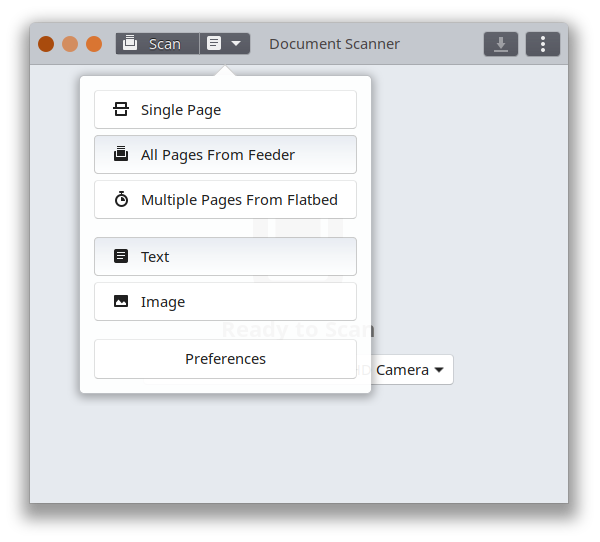 Scan
Document Scanner
Single Page
All Pages From Feeder
Multiple Pages From Flatbed
Text
Image
Ready to Scan
Preferences
HD Camera